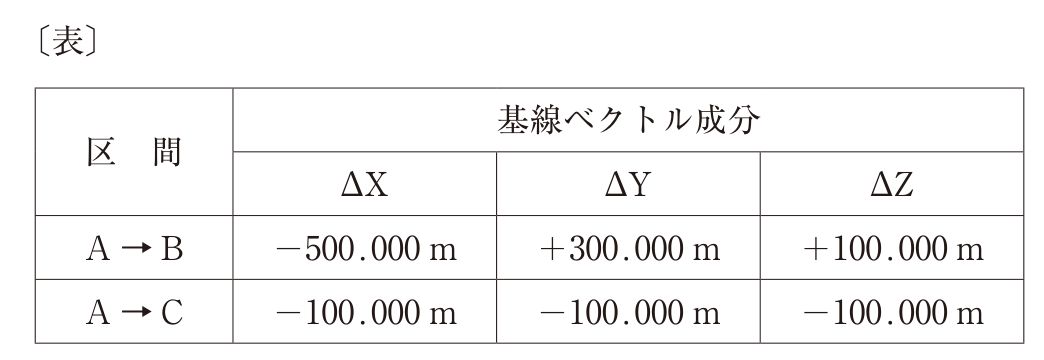 〔表〕
区　間
基線ベクトル成分
ΔX ΔY ΔZ
A → B −500.000 m +300.000 m +100.000 m
A → C −100.000 m −100.000 m −100.000 m